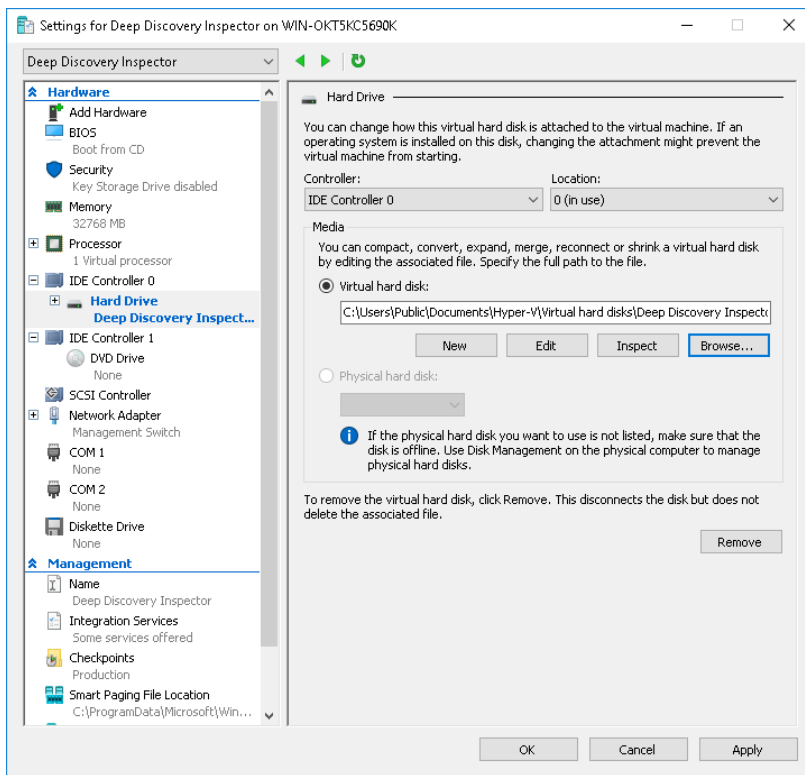 Settings for Deep Discovery Inspector on WIN-OKT5KC5690K
Deep Discovery Inspector
Hardware
Add Hardware
BIOS
Boot from CD
Security
Key Storage Drive disabled
Memory
32768 MB
Processor
1 Virtual processor
IDE Controller 0
Hard Drive
Deep Discovery Inspect...
IDE Controller 1
DVD Drive
None
SCSI Controller
Network Adapter
Management Switch
COM 1
None
COM 2
None
Diskette Drive
None
Management
Name
Deep Discovery Inspector
Integration Services
Some services offered
Checkpoints
Production
Smart Paging File Location
C:\ProgramData\Microsoft\Win...
Hard Drive
You can change how this virtual hard disk is attached to the virtual machine. If an
operating system is installed on this disk, changing the attachment might prevent the
virtual machine from starting.
Controller: Location:
IDE Controller 0 0 (in use)
Media
You can compact, convert, expand, merge, reconnect or shrink a virtual hard disk
by editing the associated file. Specify the full path to the file.
Virtual hard disk:
C:\Users\Public\Documents\Hyper-V\Virtual hard disks\Deep Discovery Inspecto
New Edit Inspect Browse...
Physical hard disk:
If the physical hard disk you want to use is not listed, make sure that the
disk is offline. Use Disk Management on the physical computer to manage
physical hard disks.
To remove the virtual hard disk, click Remove. This disconnects the disk but does not
delete the associated file.
Remove
OK Cancel Apply